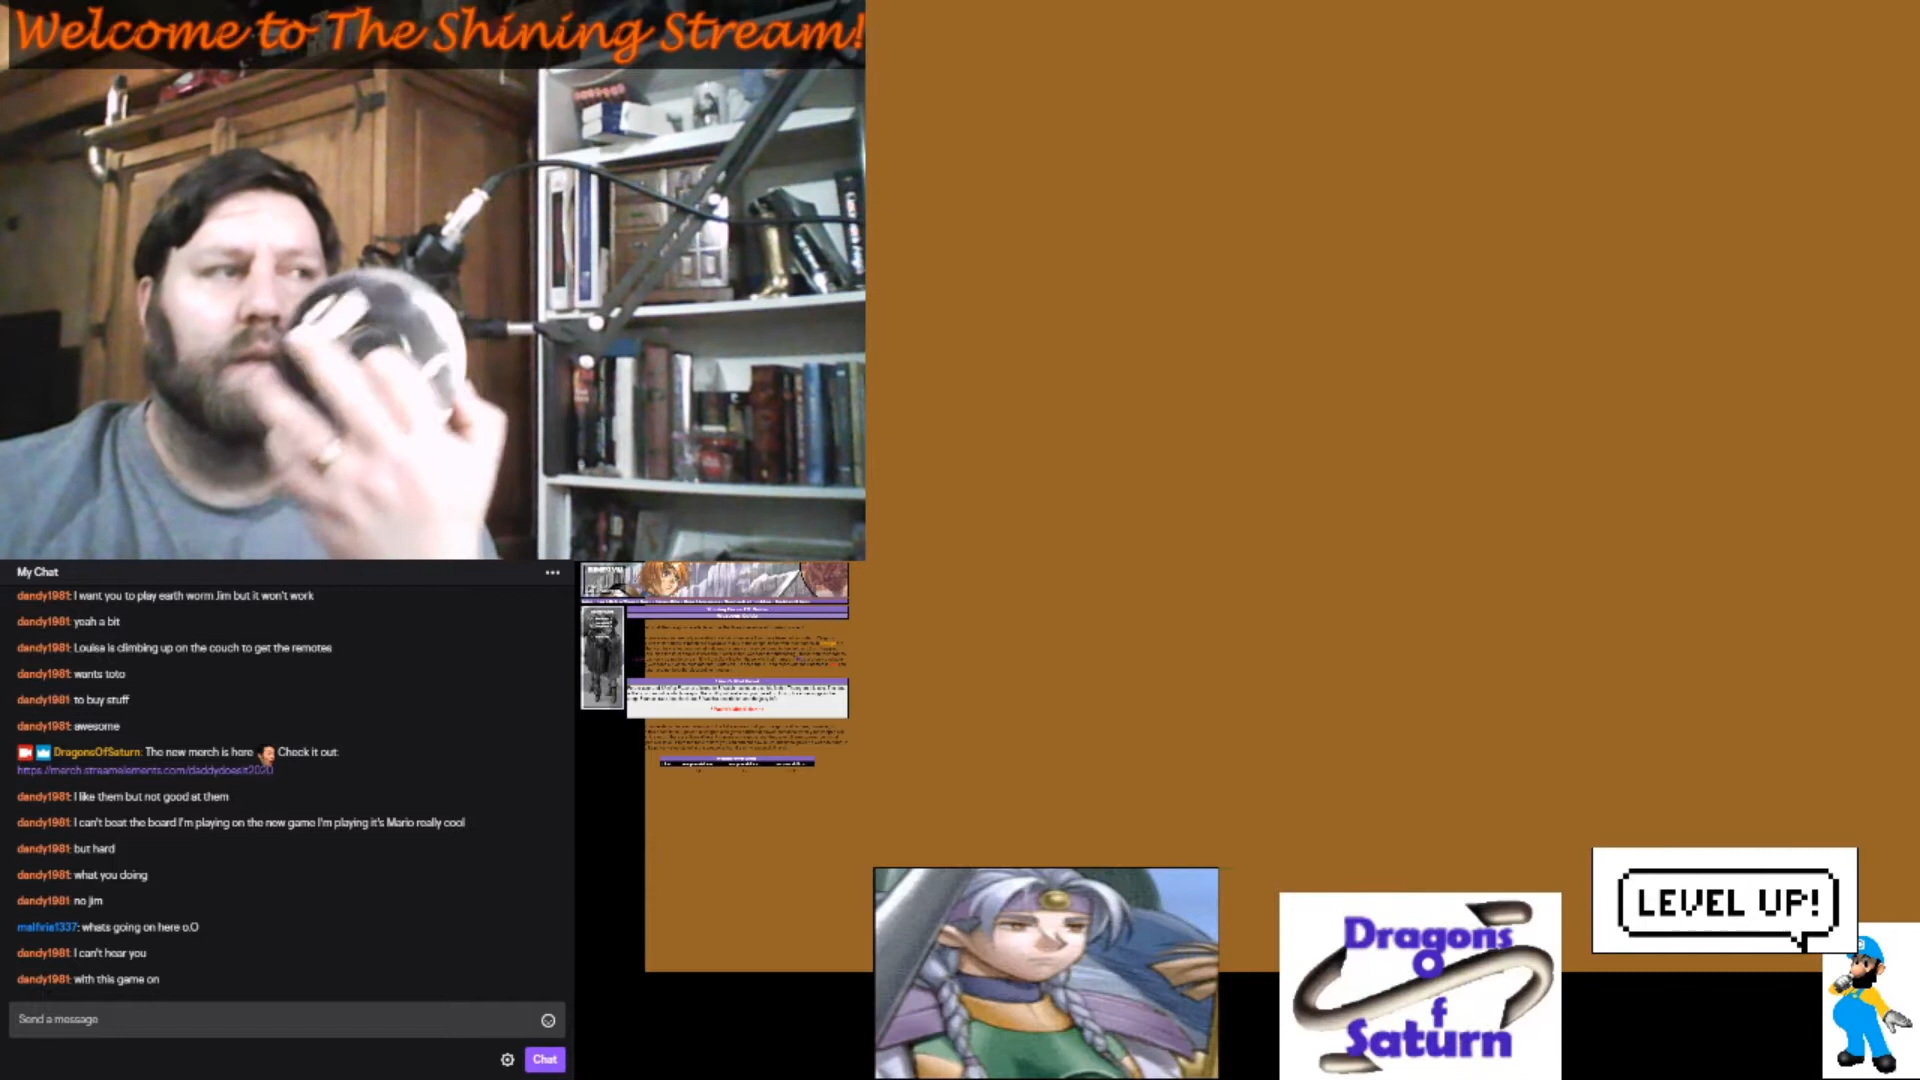 Welcome to The Shining Stream!
My Chat
dandy1981: I want you to play earth worm Jim but it won't work
dandy1981: yeah a bit
dandy1981: Louise is climbing up on the couch to get the remotes
dandy1981: wants toto
dandy1981: to buy stuff
dandy1981: awesome
DragonsOfSaturn: The new merch is here Check it out:
https://merch.streamelements.com/daddydoesit2020
dandy1981: I like them but not good at them
dandy1981: I can't beat the board I'm playing on the new game I'm playing it's Mario really cool
dandy1981: but hard
dandy1981: what you doing
dandy1981: no jim
malfria1337: whats going on here o.O
dandy1981: I can't hear you
dandy1981: with this game on
Send a message
Chat
Dragons
O
f
Saturn
LEVEL UP!